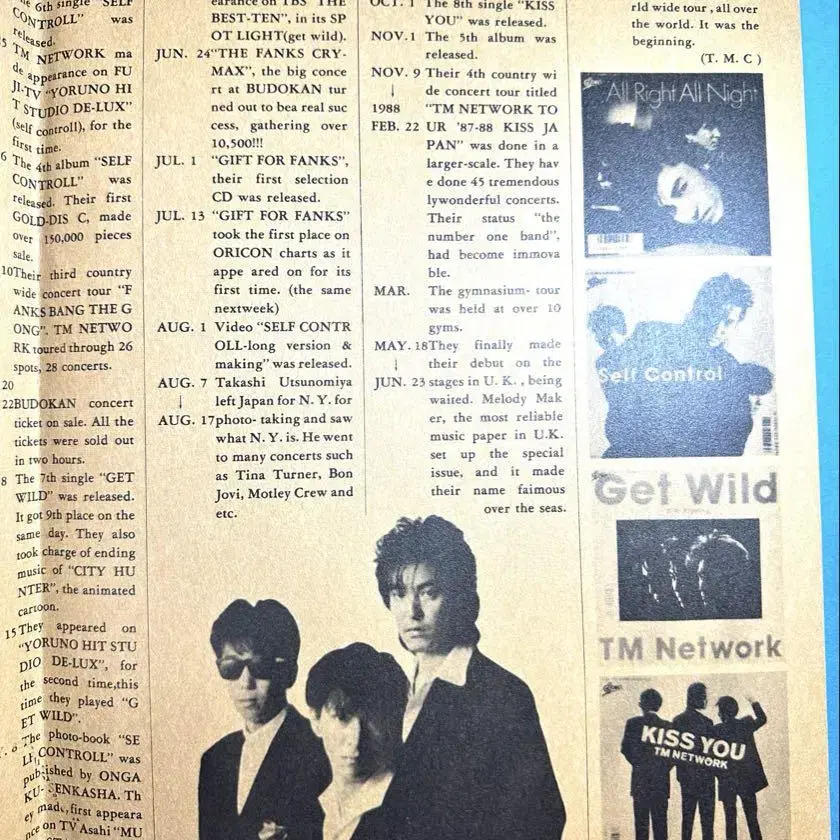 6th single "SELF
CONTROLL" was
released.
5 TM NETWORK ma
de appearance on FU
JI-TV "YORUNO HI
T STUDIO DE-LUX"
(self controll), for the
first time.
6 The 4th album "SELF
CONTROLL" was
released. Their first
GOLD-DIS C, made
over 150,000 pieces
sale.
10Their third country
wide concert tour "F
ANKS BANG THE G
ONG". TM NETWO
RK toured through 26
spots, 28 concerts.
20
22BUDOKAN concert
ticket on sale. All the
tickets were sold out
in two hours.
8 The 7th single "GET
WILD" was released.
It got 9th place on the
same day. They also
took charge of ending
music of "CITY HU
NTER", the animated
cartoon.
15They appeared on
"YORUNO HIT STU
DIO DE-LUX", for
the second time,this
time they played "G
ET WILD".
The photo-book "SE
LF CONTROLL" was
published by ONGA
KU- SENKASHA. Th
ey made,first appeara
nce on TV Asahi "MU
earance on TBS "THE
BEST-TEN", in its SP
OT LIGHT(get wild).
JUN. 24"THE FANKS CRY-
MAX", the big conce
rt at BUDOKAN tur
ned out to bea real suc
cess, gathering over
10,500!!!
JUL. 1 "GIFT FOR FANKS",
their first selection
CD was released.
JUL. 13 "GIFT FOR FANKS"
took the first place on
ORICON charts as it
appe ared on for its
first time. (the same
nextweek)
AUG. 1 Video "SELF CONTR
OLL-long version &
making" was released.
AUG. 7 Takashi Utsunomiya
↓ left Japan for N. Y. for
AUG. 17photo- taking and saw
what N. Y. is. He went
to many concerts such
as Tina Turner, Bon
Jovi, Motley Crew and
etc.
OCT. 1 The 8th single "KISS
YOU" was released.
NOV.1 The 5th album was
released.
NOV. 9 Their 4th country wi
↓ de concert tour titled
1988 "TM NETWORK TO
FEB. 22 UR '87-88 KISS JA
PAN" was done in a
larger-scale. They hav
e done 45 tremendous
lywonderful concerts.
Their status "the
number one band",
had become immova
ble.
MAR. The gymnasium- tour
was held at over 10
gyms.
MAY. 18They finally made
↓ their debut on the
JUN. 23 stages in U. K. , being
waited. Melody Mak
er, the most reliable
music paper in U.K.
set up the special
issue, and it made
their name faimous
over the seas.
rld wide tour , all over
the world. It was the
beginning.
(T. M. C )
All Right All Night
Self Control
Get Wild
TM Network
KISS YOU
TM NETWORK